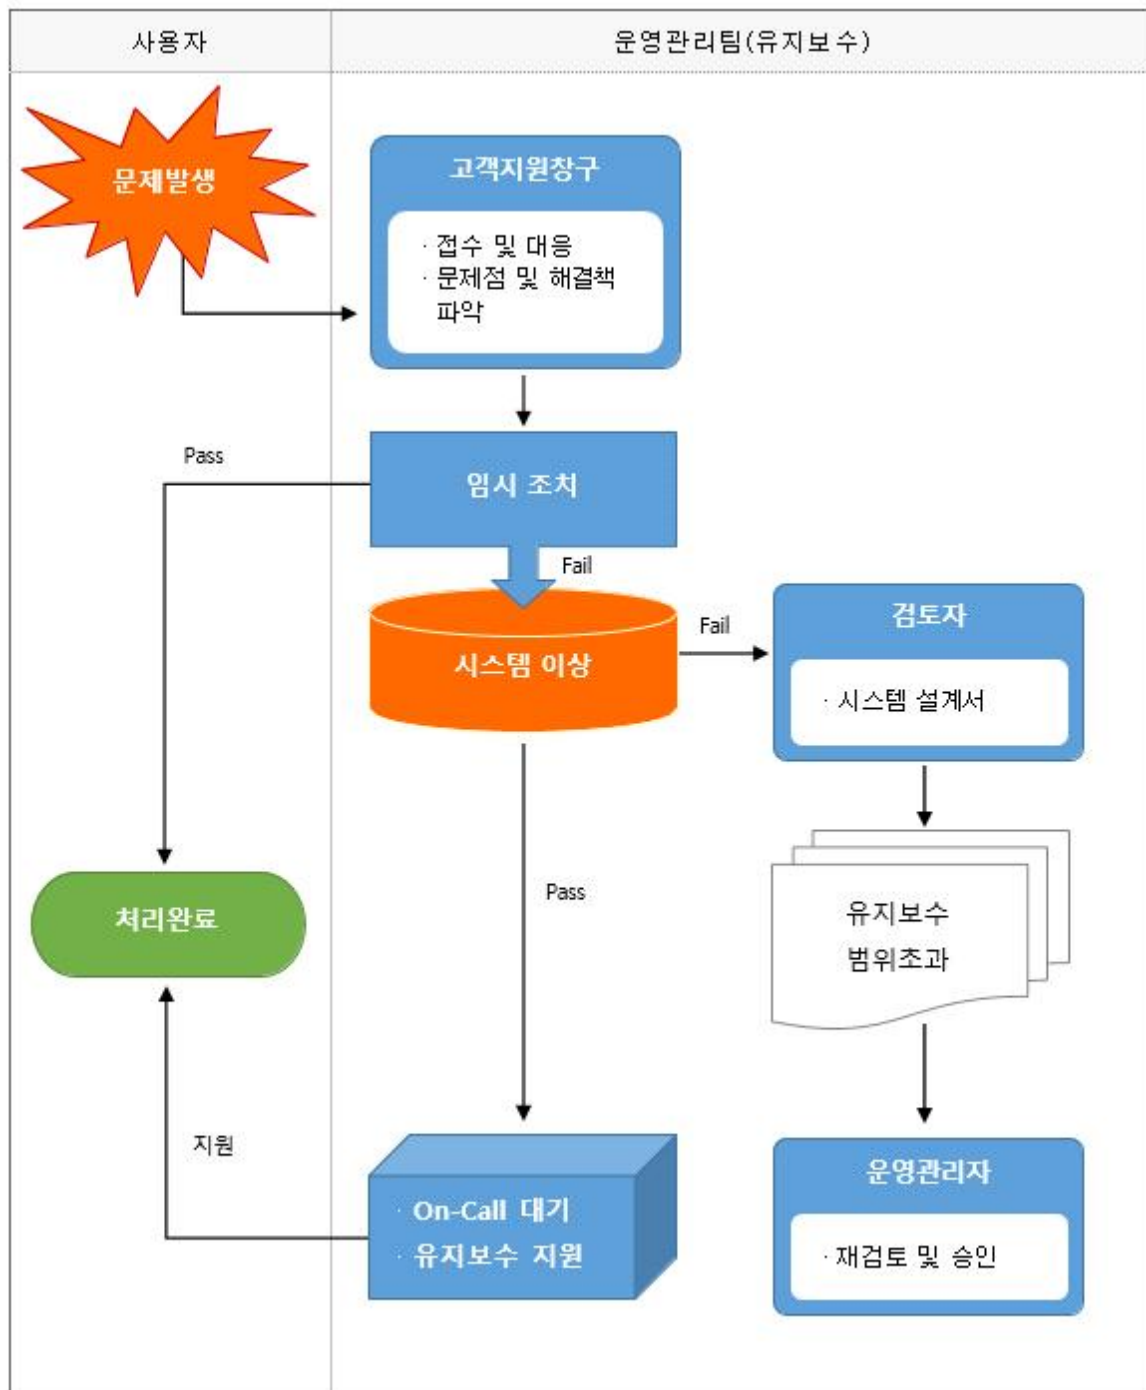 사용자
운영관리팀(유지보수)
문제발생
고객지원창구
· 접수 및 대응
· 문제점 및 해결책
파악
Pass
임시 조치
Fail
시스템 이상
Fail
검토자
· 시스템 설계서
처리완료
Pass
유지보수
범위초과
지원
· On-Call 대기
· 유지보수 지원
운영관리자
· 재검토 및 승인